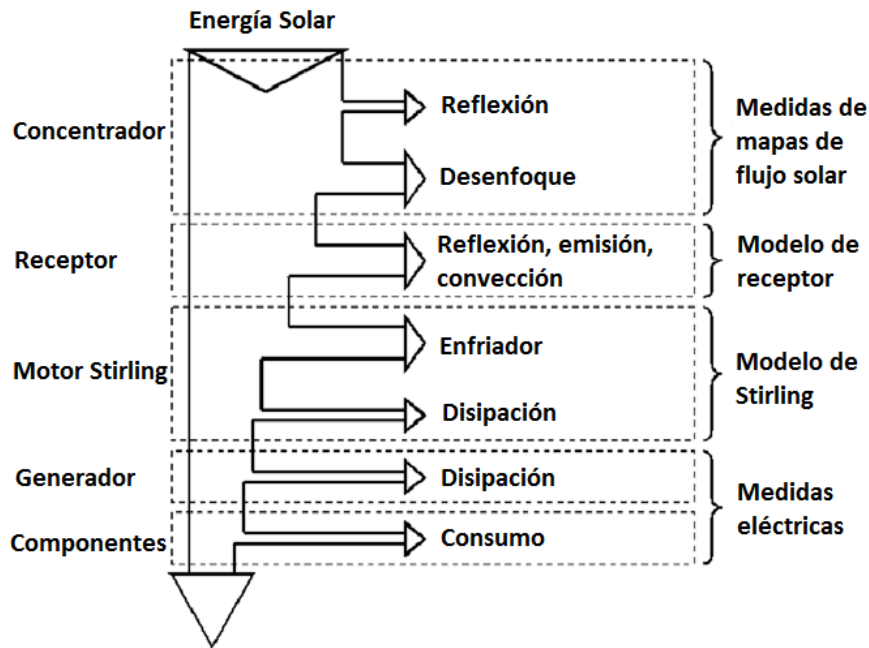 Energía Solar
Concentrador
Reflexión
Desenfoque
Medidas de
mapas de
flujo solar
Receptor
Reflexión, emisión,
convección
Modelo de
receptor
Motor Stirling
Enfriador
Disipación
Modelo de
Stirling
Generador
Disipación
Componentes
Consumo
Medidas
eléctricas